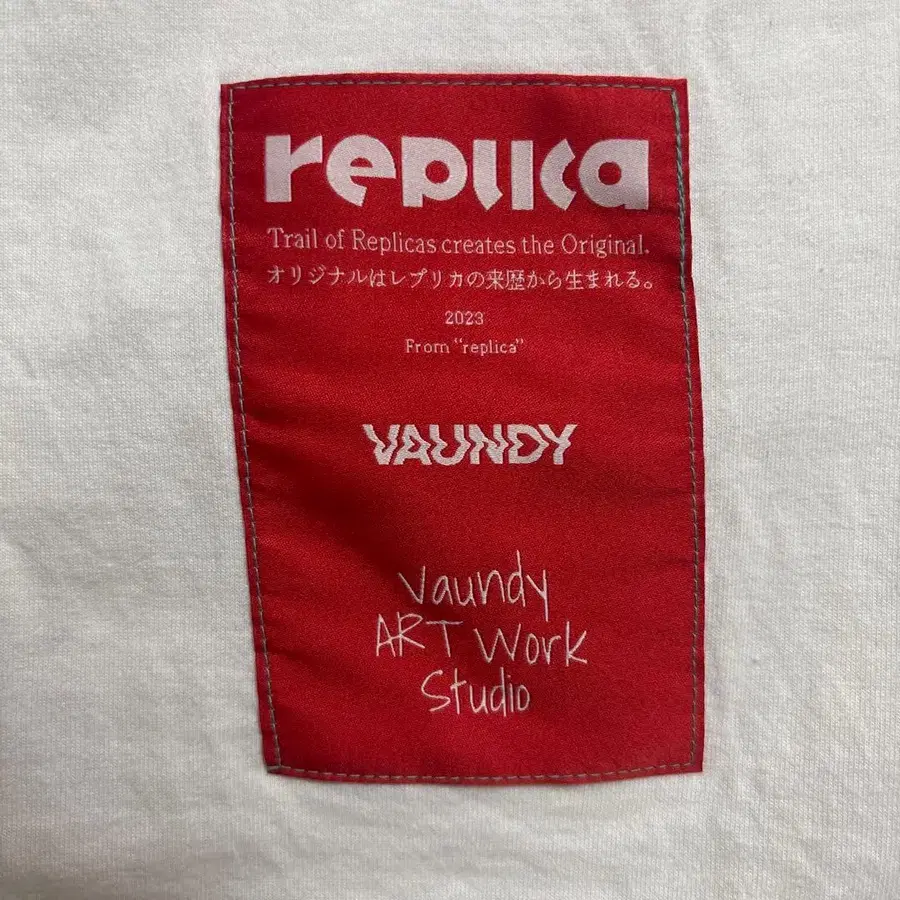 replica
Trail of Replicas creates the Original.
オリジナルはレプリカの来歴から生まれる。
2023
From "replica"
VAUNDY
Vaundy
ART Work
Studio